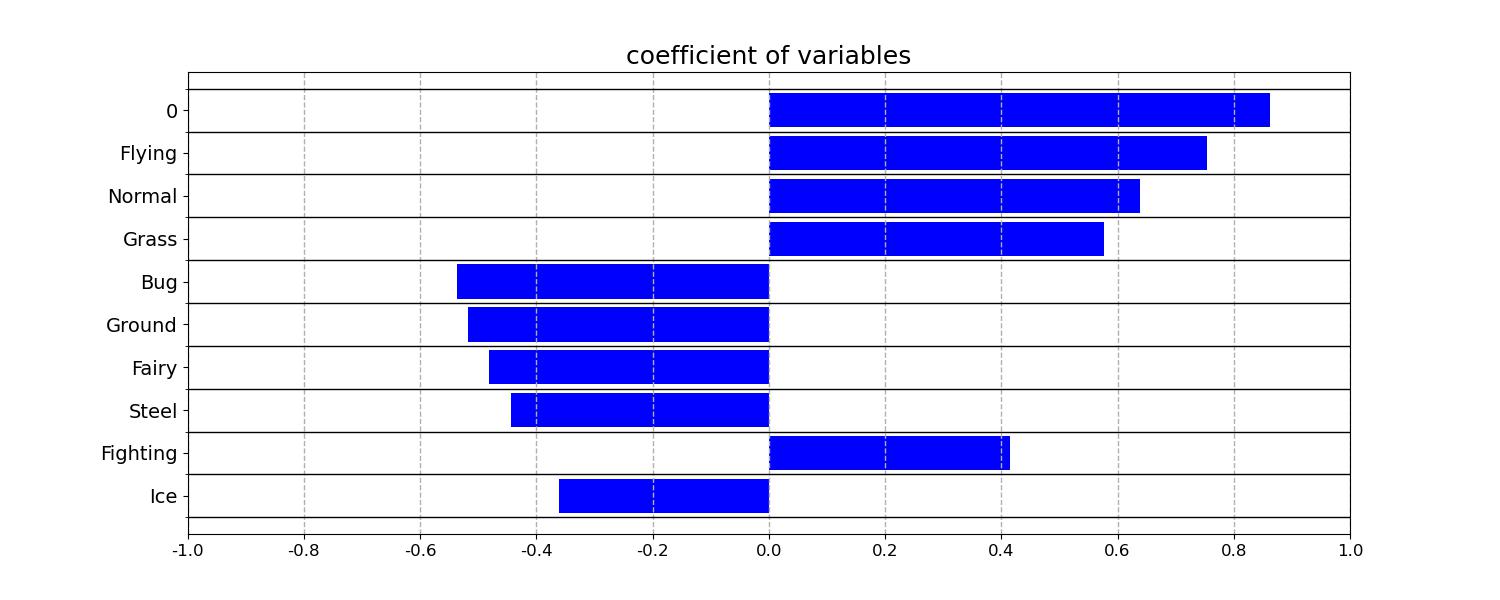 coefficient of variables
0
Flying
Normal
Grass
Bug
Ground
Fairy
Steel
Fighting
Ice
-1.0 -0.8 -0.6 -0.4 -0.2 0.0 0.2 0.4 0.6 0.8 1.0